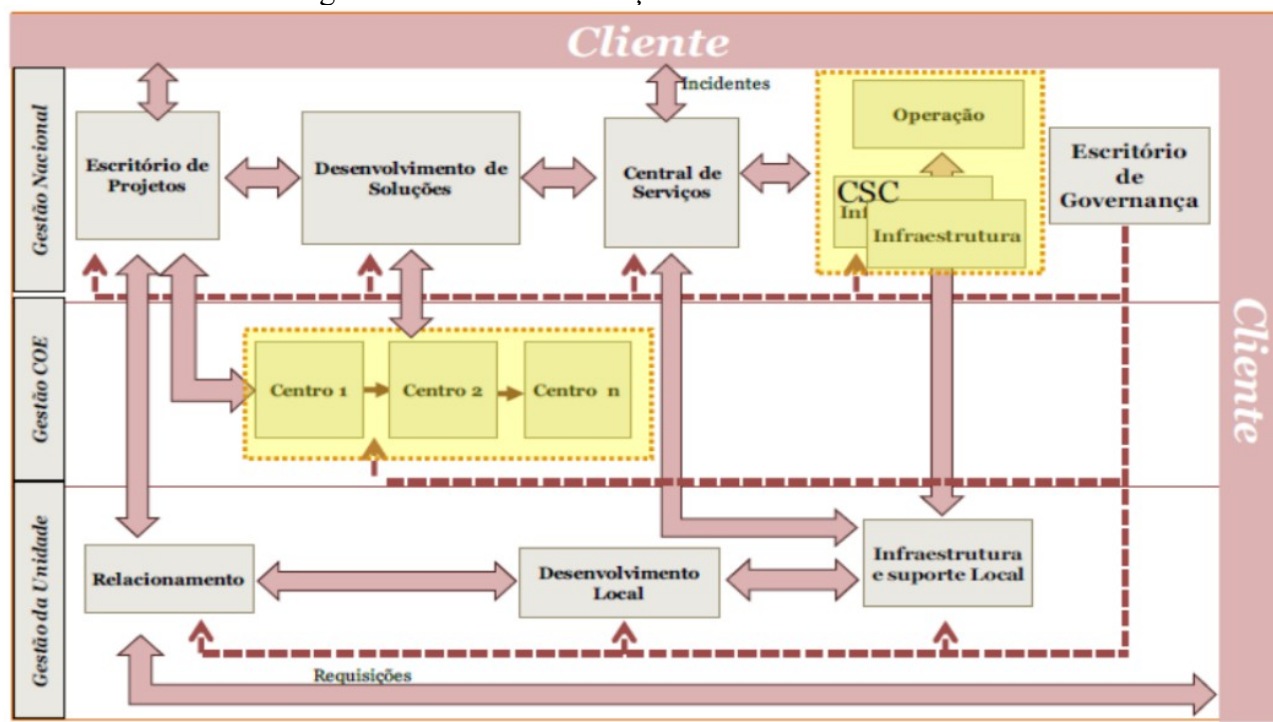 Cliente
Incidentes
Gestão Nacional
Escritório de
Projetos
Desenvolvimento de
Soluções
Central de
Serviços
Operação
CSC
Infraestrutura
Escritório
de
Governança
Cliente
Gestão COE
Centro 1
Centro 2
Centro n
Gestão da Unidade
Relacionamento
Desenvolvimento
Local
Infraestrutura
e suporte Local
Requisições